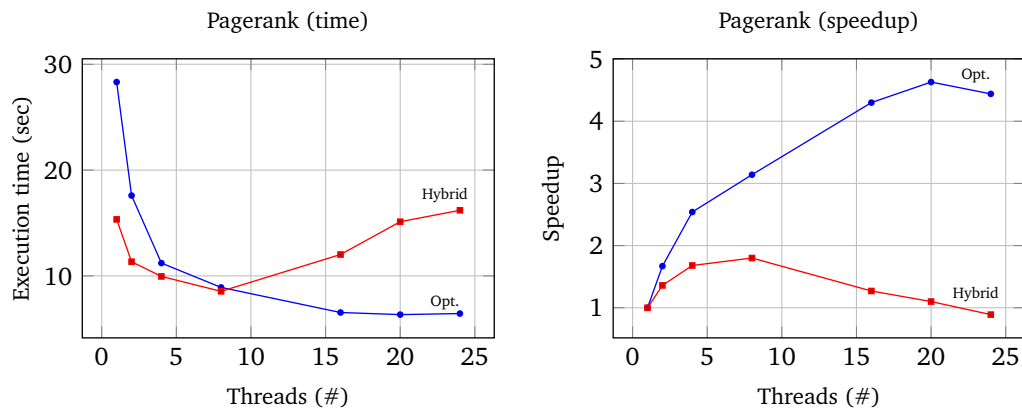 Pagerank (time)
30
20
10
Execution time (sec)
Hybrid
Opt.
0 5 10 15 20 25
Threads (#)
Pagerank (speedup)
5
4
3
2
1
Speedup
Opt.
Hybrid
0 5 10 15 20 25
Threads (#)